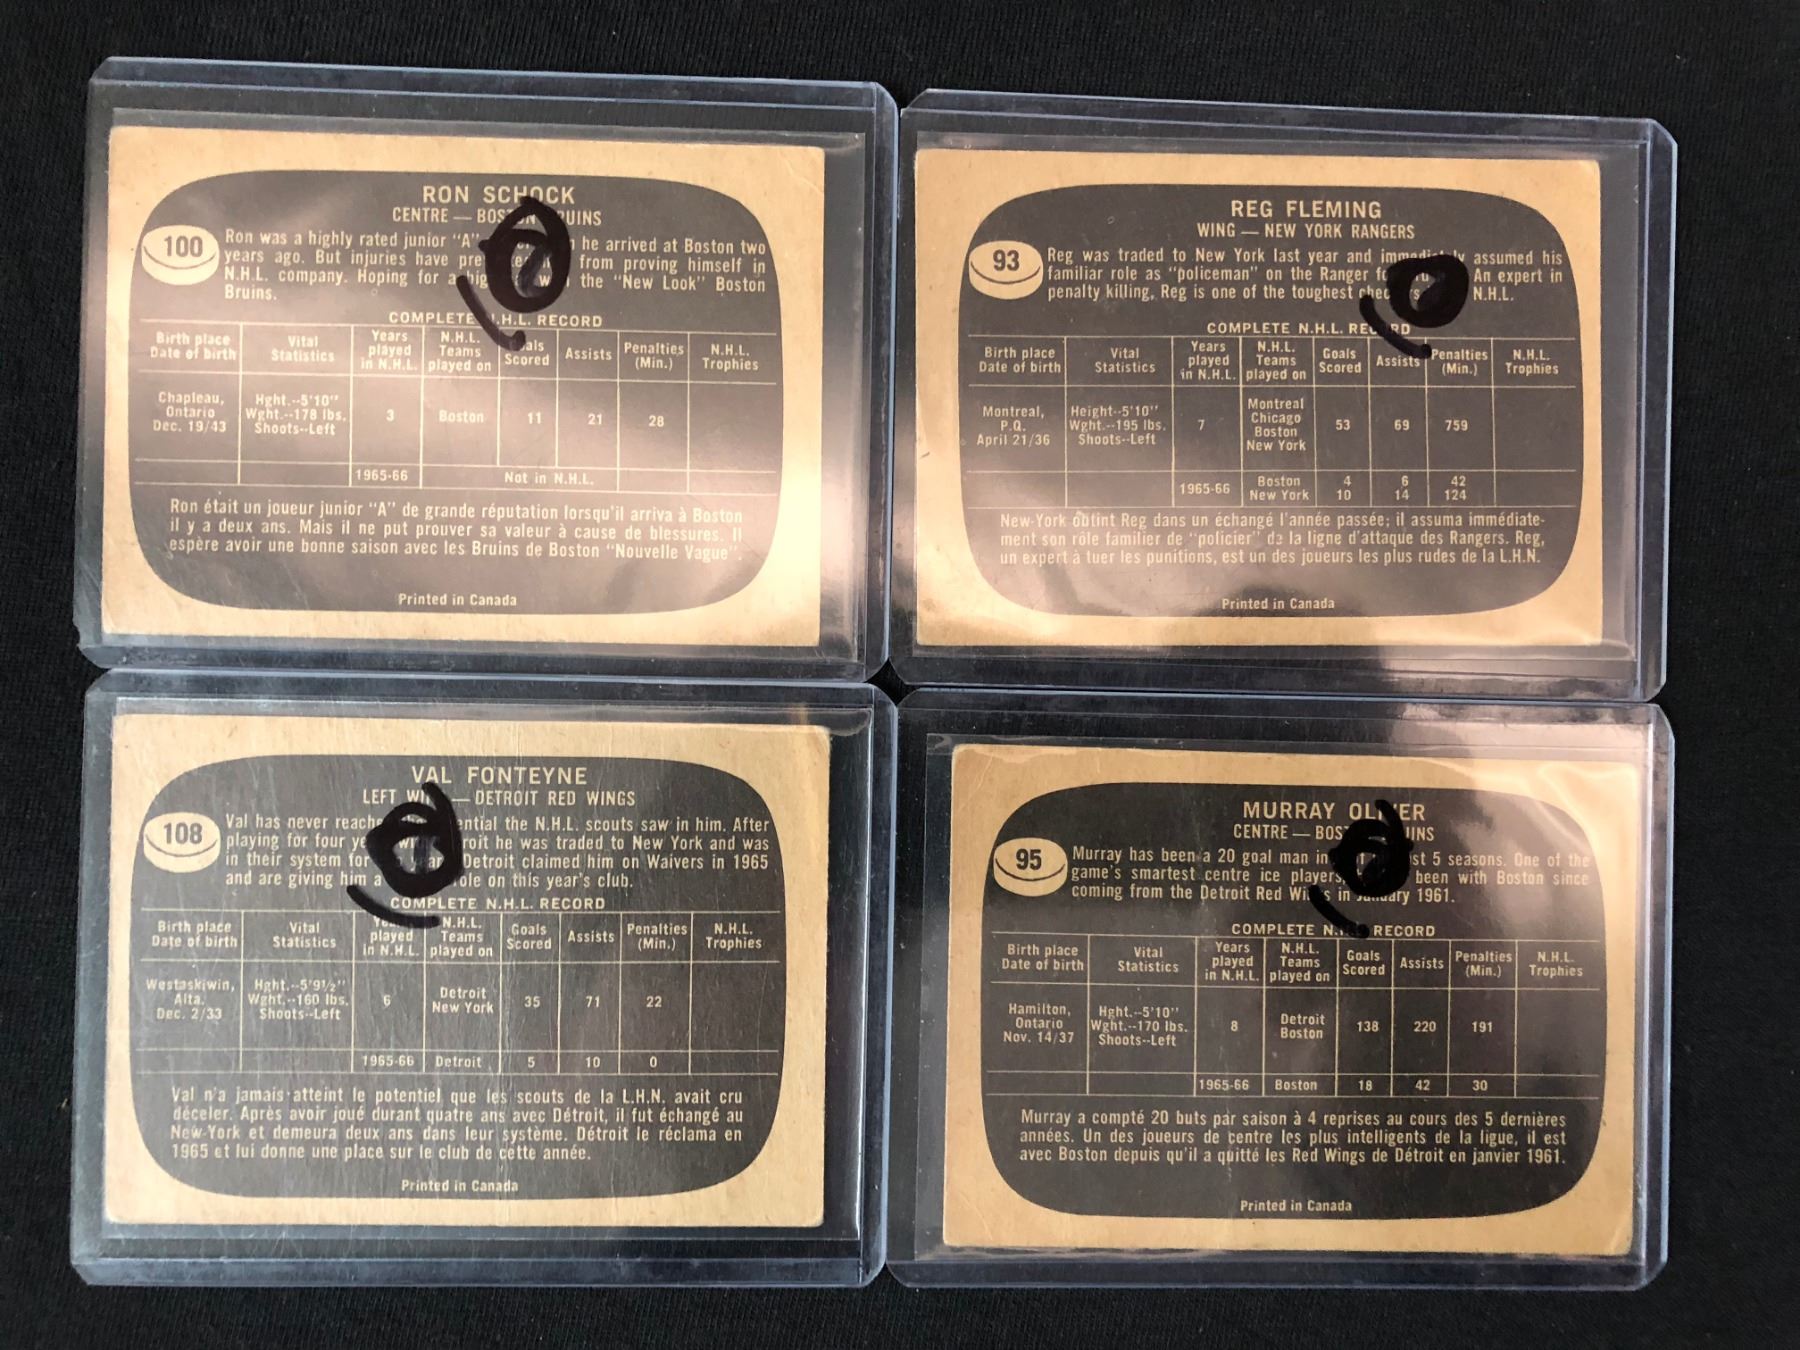 RON SCHOCK
CENTRE — BOSTON BRUINS
100
Ron was a highly rated junior "A" he arrived at Boston two
years ago. But injuries have from proving himself in
N.H.L. company. Hoping for a the "New Look" Boston
Bruins.
COMPLETE N.H.L. RECORD
Birth place Date of birth Vital Statistics Years played in N.H.L. N.H.L. Teams played on Goals Scored Assists Penalties (Min.) N.H.L. Trophies
Chapleau, Ontario Dec. 19/43 Hght.--5'10" Wght.--178 lbs. Shoots--Left 3 Boston 11 21 28
1965-66 Not in N.H.L.
Ron était un joueur junior "A" de grande réputation lorsqu'il arriva à Boston
il y a deux ans. Mais il ne put prouver sa valeur à cause de blessures. Il
espère avoir une bonne saison avec les Bruins de Boston "Nouvelle Vague".
Printed in Canada
REG FLEMING
WING — NEW YORK RANGERS
93
Reg was traded to New York last year and immediately assumed his
familiar role as "policeman" on the Ranger An expert in
penalty killing, Reg is one of the toughest N.H.L.
COMPLETE N.H.L. RECORD
Birth place Date of birth Vital Statistics Years played in N.H.L. N.H.L. Teams played on Goals Scored Assists Penalties (Min.) N.H.L. Trophies
Montreal, P.Q. April 21/36 Height--5'10" Wght.--195 lbs. Shoots--Left 7 Montreal Chicago Boston New York 53 69 759
1965-66 Boston 4 6 42
New York 10 14 124
New-York obtint Reg dans un échangé l'année passée; il assuma immédiate-
ment son rôle familier de "policier" de la ligne d'attaque des Rangers. Reg,
un expert à tuer les punitions, est un des joueurs les plus rudes de la L.H.N.
Printed in Canada
VAL FONTEYNE
LEFT WING — DETROIT RED WINGS
108
Val has never the N.H.L. scouts saw in him. After
playing for four he was traded to New York and was
in their system for Detroit claimed him on Waivers in 1965
and are giving him a role on this year's club.
COMPLETE N.H.L. RECORD
Birth place Date of birth Vital Statistics Years played in N.H.L. N.H.L. Teams played on Goals Scored Assists Penalties (Min.) N.H.L. Trophies
Westaskiwin, Alta. Dec. 2/33 Hght.--5'9½" Wght.--160 lbs. Shoots--Left 6 Detroit New York 35 71 22
1965-66 Detroit 5 10 0
Val n'a jamais atteint le potentiel que les scouts de la L.H.N. avait cru
déceler. Après avoir joué durant quatre ans avec Détroit, il fut échangé au
New-York et demeura deux ans dans leur système. Détroit le réclama en
1965 et lui donne une place sur le club de cette année.
Printed in Canada
MURRAY OLIVER
CENTRE — BOSTON BRUINS
95
Murray has been a 20 goal man in 5 seasons. One of the
game's smartest centre ice players, been with Boston since
coming from the Detroit Red Wings in January 1961.
COMPLETE N.H.L. RECORD
Birth place Date of birth Vital Statistics Years played in N.H.L. N.H.L. Teams played on Goals Scored Assists Penalties (Min.) N.H.L. Trophies
Hamilton, Ontario Nov. 14/37 Hght.--5'10" Wght.--170 lbs. Shoots--Left 8 Detroit Boston 138 220 191
1965-66 Boston 18 42 30
Murray a compté 20 buts par saison à 4 reprises au cours des 5 dernières
années. Un des joueurs de centre les plus intelligents de la ligue, il est
avec Boston depuis qu'il a quitté les Red Wings de Détroit en janvier 1961.
Printed in Canada